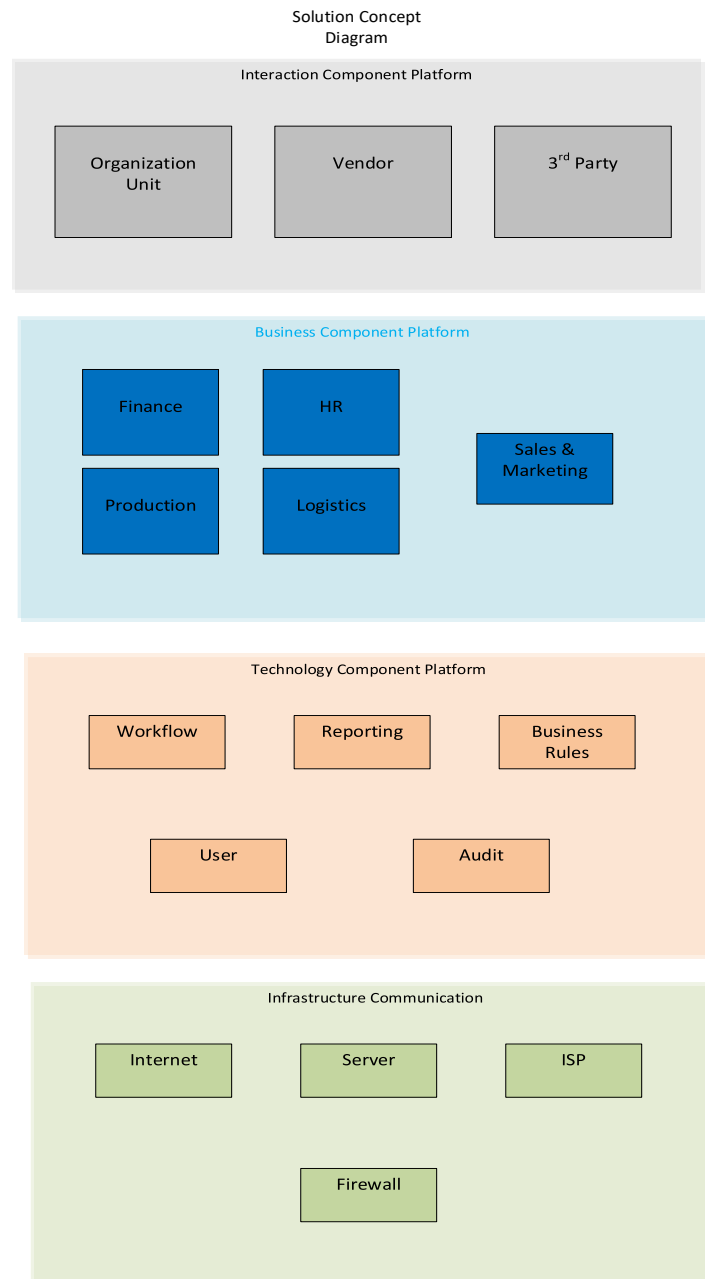 Solution Concept
Diagram
Interaction Component Platform
Organization
Unit
Vendor
3rd Party
Business Component Platform
Finance
HR
Sales &
Marketing
Production
Logistics
Technology Component Platform
Workflow
Reporting
Business
Rules
User
Audit
Infrastructure Communication
Internet
Server
ISP
Firewall